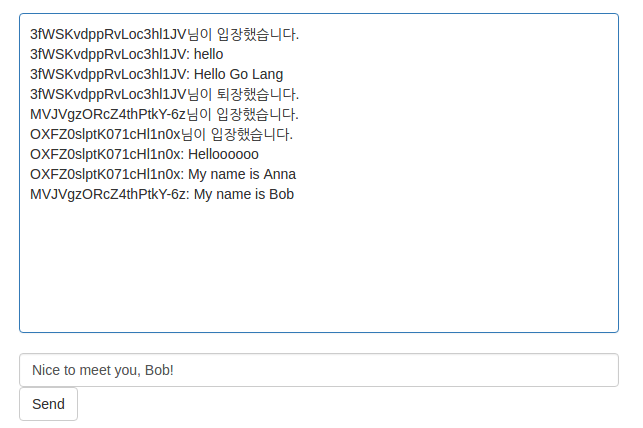 3fWSKvdppRvLoc3hl1JV님이 입장했습니다.
3fWSKvdppRvLoc3hl1JV: hello
3fWSKvdppRvLoc3hl1JV: Hello Go Lang
3fWSKvdppRvLoc3hl1JV님이 퇴장했습니다.
MVJVgzORcZ4thPtkY-6z님이 입장했습니다.
OXFZ0slptK071cHl1n0x님이 입장했습니다.
OXFZ0slptK071cHl1n0x: Helloooooo
OXFZ0slptK071cHl1n0x: My name is Anna
MVJVgzORcZ4thPtkY-6z: My name is Bob
Nice to meet you, Bob!
Send